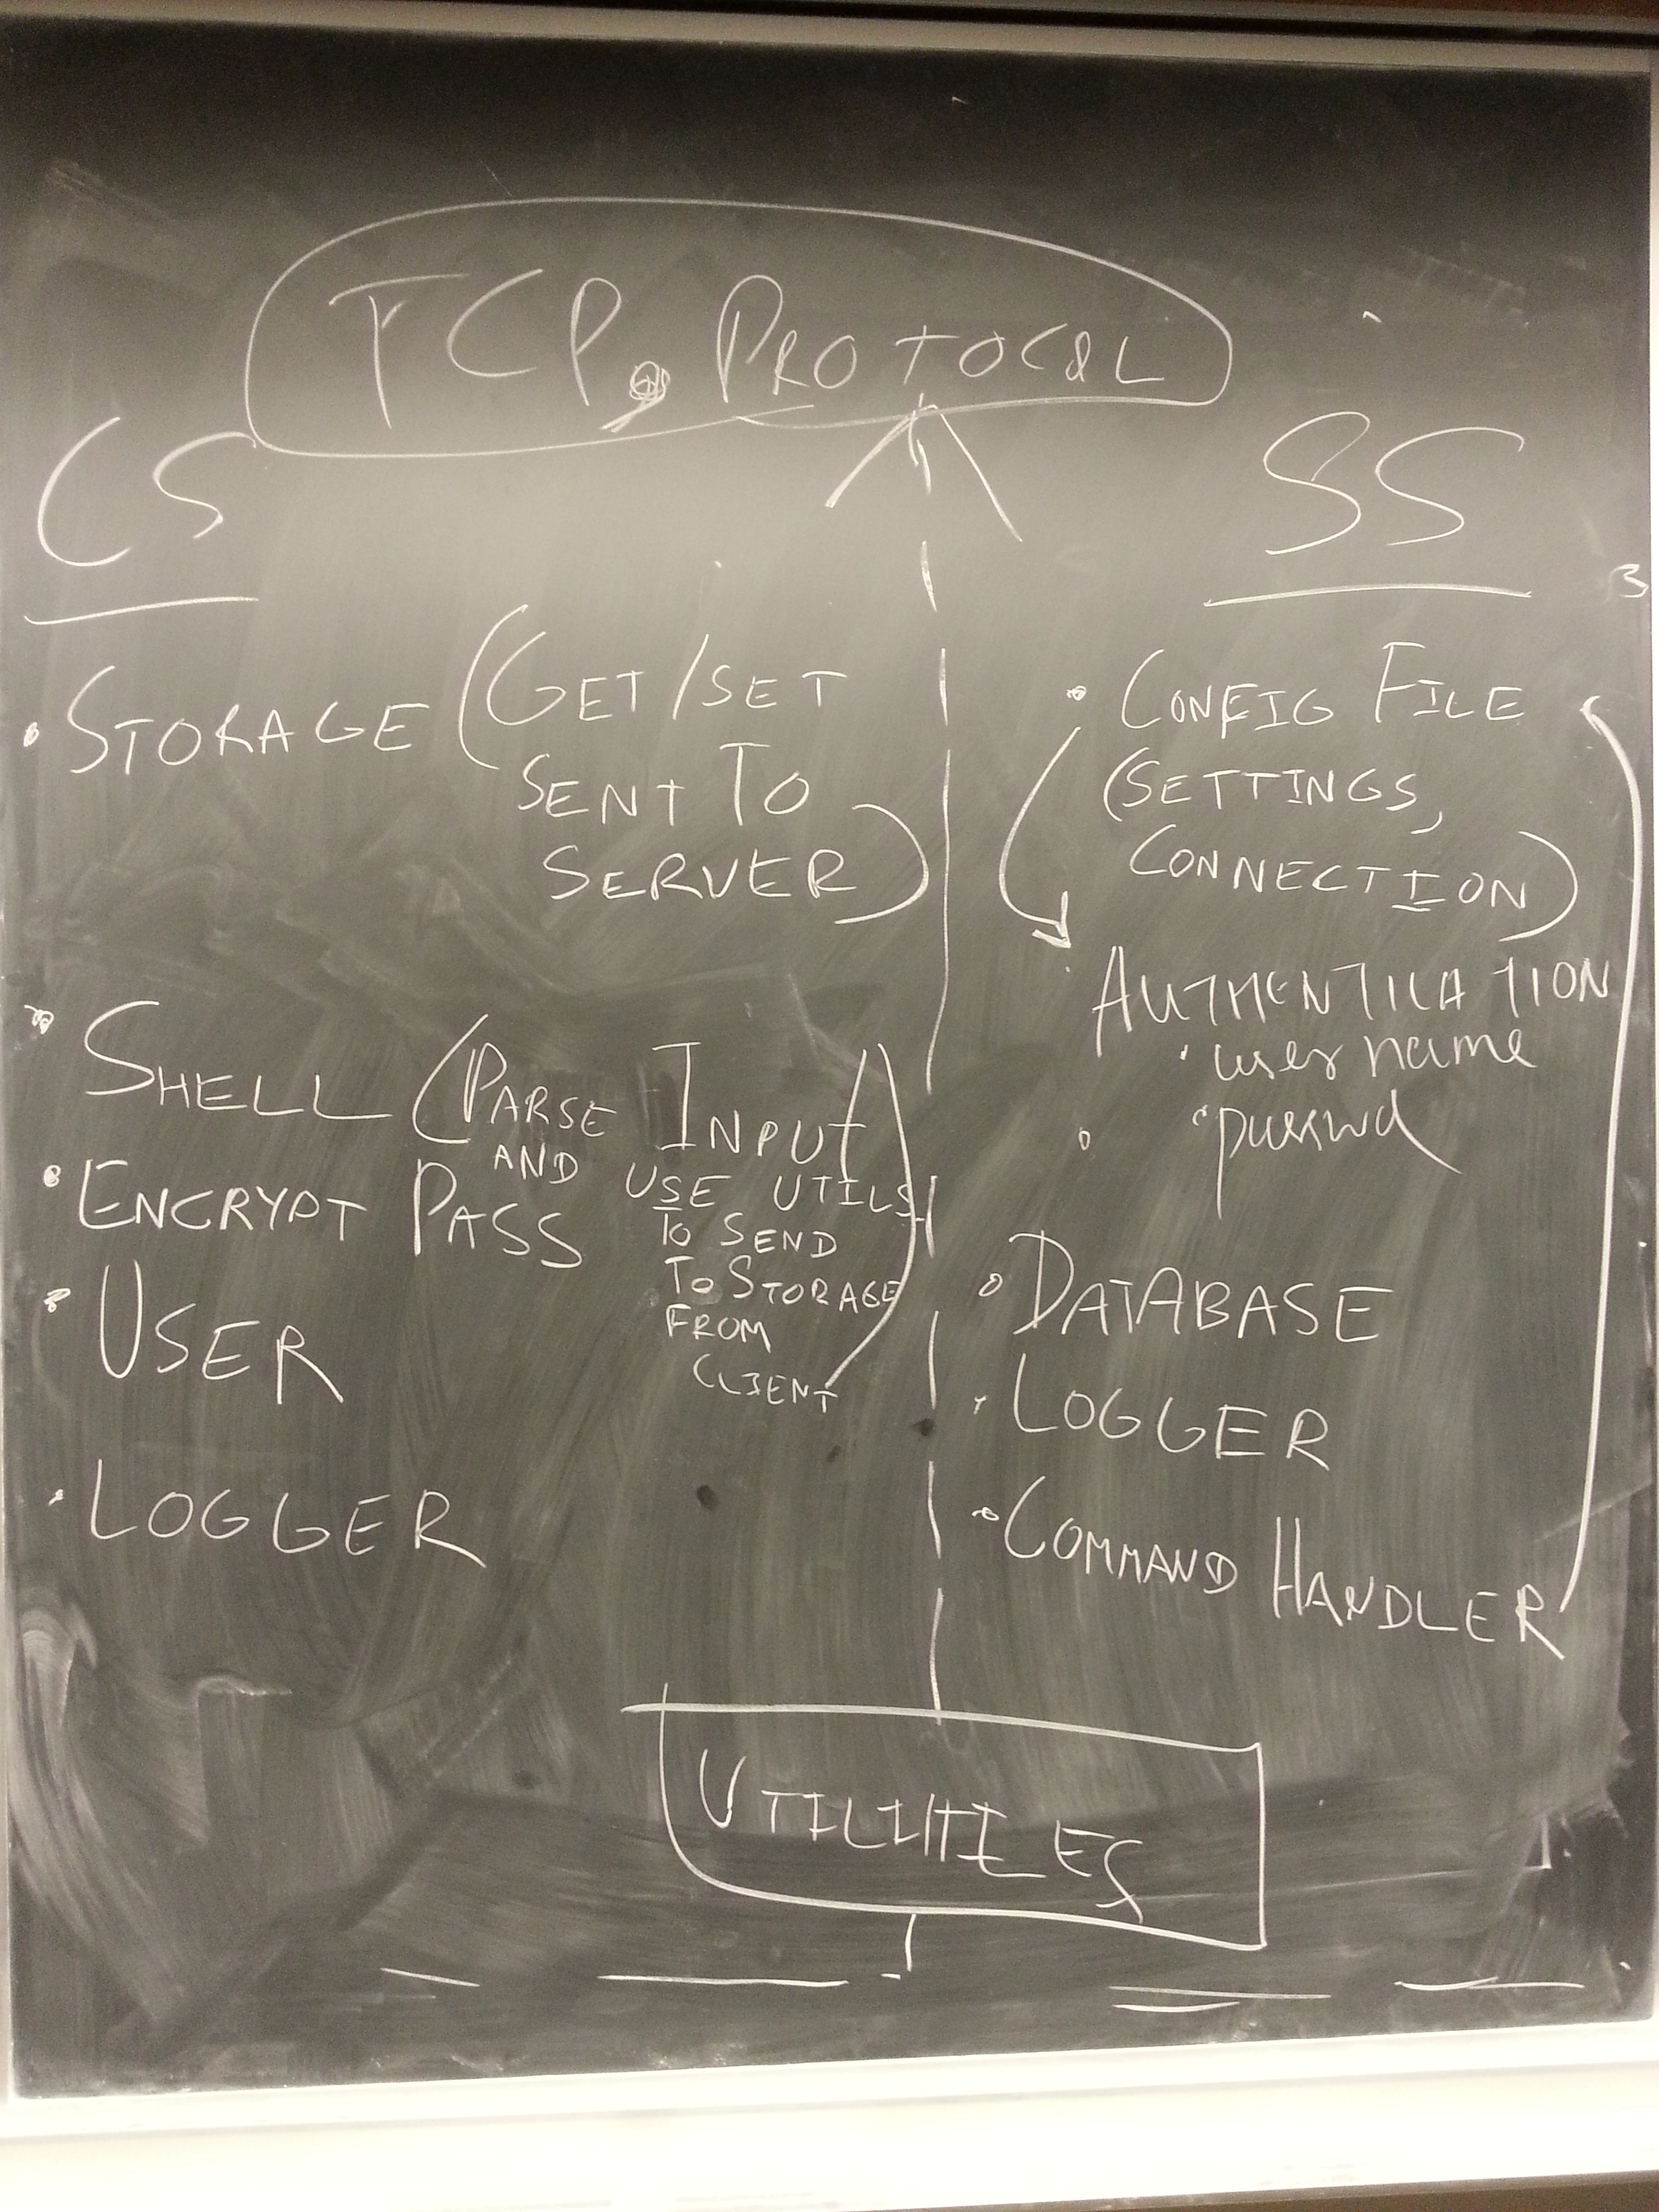 TCP PROTOCOL
CS
• STORAGE (GET/SET
SENT TO
SERVER)
• SHELL (PARSE INPUT
AND USE UTILS
TO SEND
TO STORAGE
FROM
CLIENT)
• ENCRYPT PASS
• USER
• LOGGER
SS
• CONFIG FILE
(SETTINGS,
CONNECTION)
AUTHENTICATION
• username
• passwd
• DATABASE
• LOGGER
• COMMAND HANDLER
UTILITIES